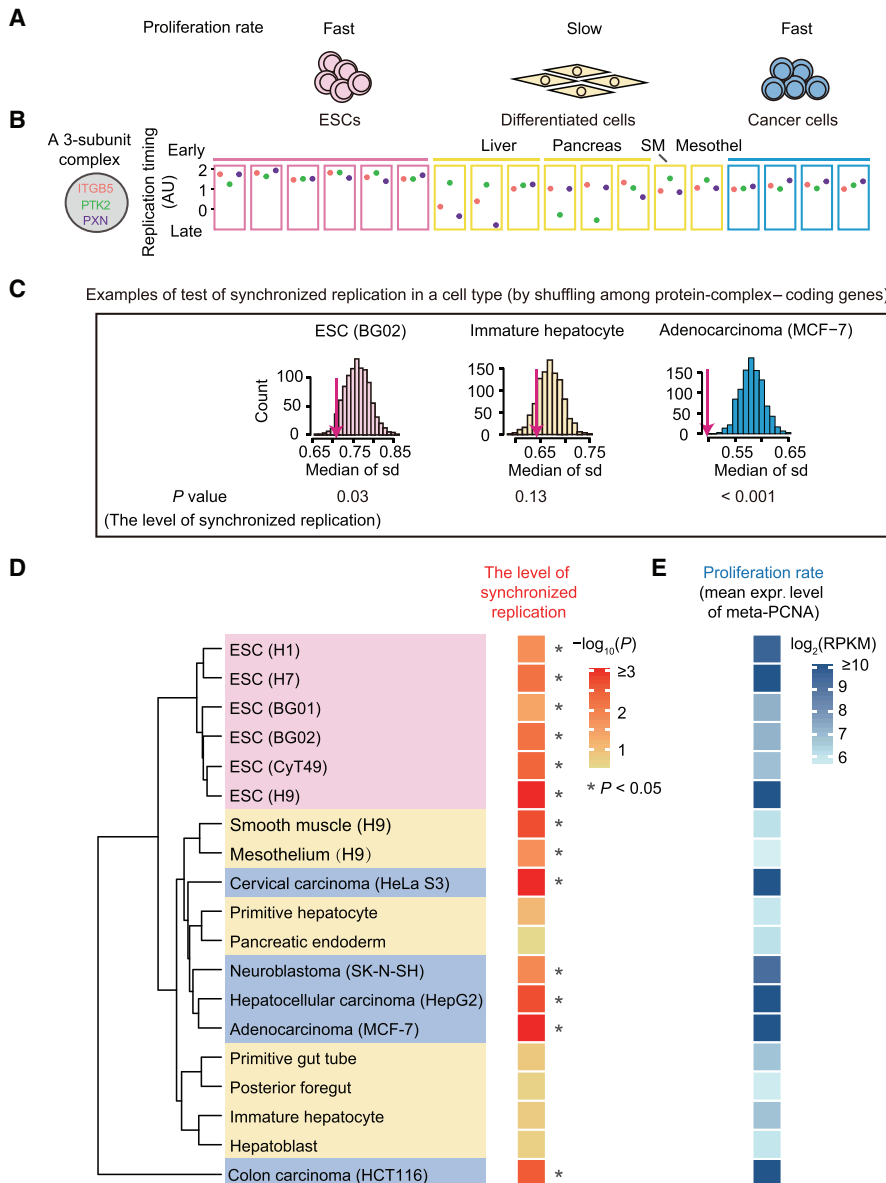 A
Proliferation rate Fast Slow Fast
ESCs Differentiated cells Cancer cells
B
A 3-subunit
complex
ITGB5
PTK2
PXN
Replication timing
(AU)
Early
2
1
0
Late
Liver Pancreas SM Mesothel
C
Examples of test of synchronized replication in a cell type (by shuffling among protein-complex–coding genes)
ESC (BG02) Immature hepatocyte Adenocarcinoma (MCF−7)
Count
100
50
0
150
100
50
0
150
100
50
0
0.65 0.75 0.85 0.65 0.75 0.55 0.65
Median of sd Median of sd Median of sd
P value 0.03 0.13 < 0.001
(The level of synchronized replication)
D
The level of
synchronized
replication
E
Proliferation rate
(mean expr. level
of meta-PCNA)
−log10(P)
≥3
2
1
* P < 0.05
log2(RPKM)
≥10
9
8
7
6
ESC (H1) *
ESC (H7) *
ESC (BG01) *
ESC (BG02) *
ESC (CyT49) *
ESC (H9) *
Smooth muscle (H9) *
Mesothelium (H9) *
Cervical carcinoma (HeLa S3) *
Primitive hepatocyte
Pancreatic endoderm
Neuroblastoma (SK-N-SH) *
Hepatocellular carcinoma (HepG2) *
Adenocarcinoma (MCF-7) *
Primitive gut tube
Posterior foregut
Immature hepatocyte
Hepatoblast
Colon carcinoma (HCT116) *